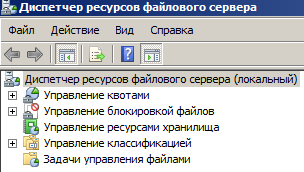 Диспетчер ресурсов файлового сервера
Файл Действие Вид Справка
Диспетчер ресурсов файлового сервера (локальный)
Управление квотами
Управление блокировкой файлов
Управление ресурсами хранилища
Управление классификацией
Задачи управления файлами